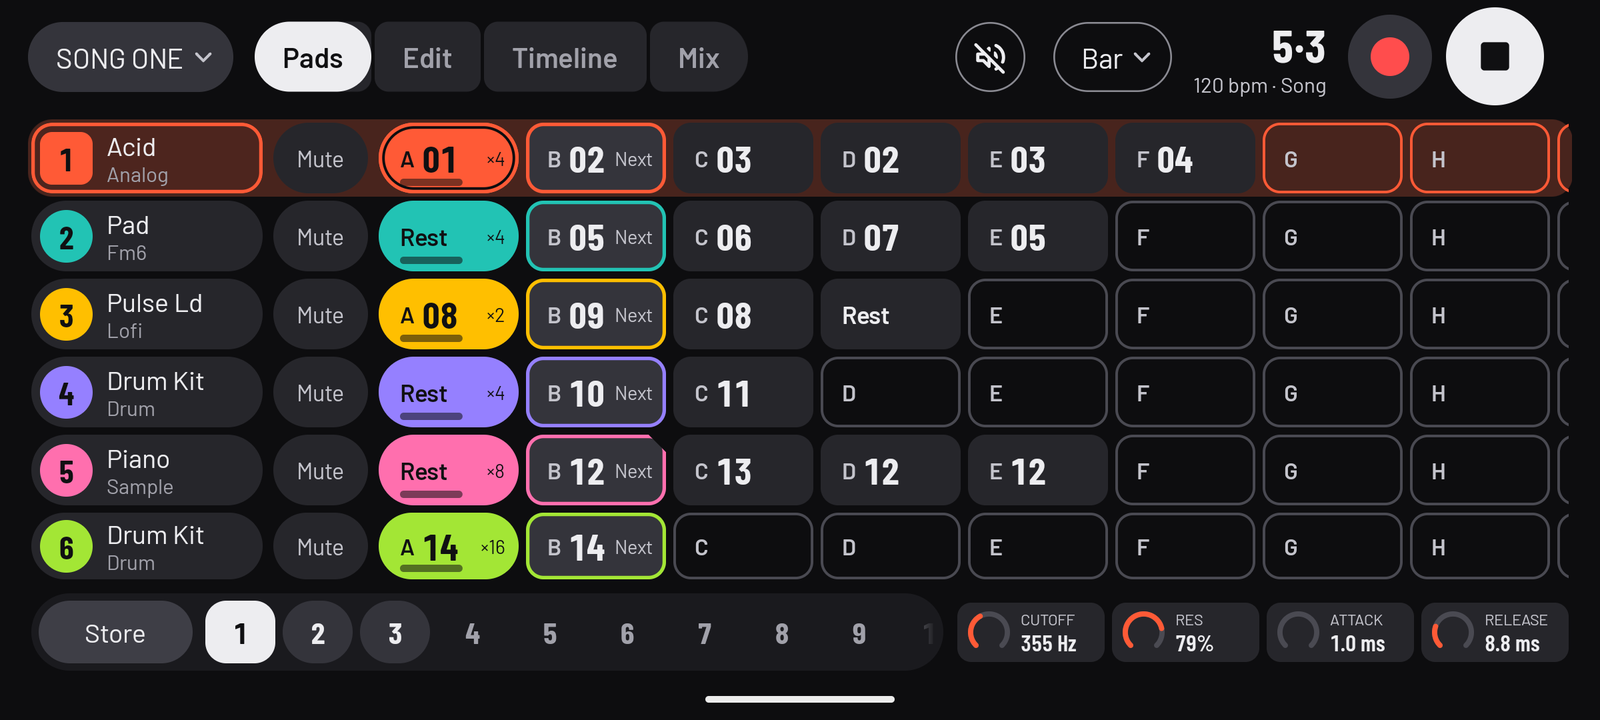 SONG ONE Pads Edit Timeline Mix Bar 5·3
120 bpm · Song
1 Acid Analog Mute A 01 ×4 B 02 Next C 03 D 02 E 03 F 04 G H
2 Pad Fm6 Mute Rest ×4 B 05 Next C 06 D 07 E 05 F G H
3 Pulse Ld Lofi Mute A 08 ×2 B 09 Next C 08 Rest E F G H
4 Drum Kit Drum Mute Rest ×4 B 10 Next C 11 D E F G H
5 Piano Sample Mute Rest ×8 B 12 Next C 13 D 12 E 12 F G H
6 Drum Kit Drum Mute A 14 ×16 B 14 Next C D E F G H
Store 1 2 3 4 5 6 7 8 9 CUTOFF 355 Hz RES 79% ATTACK 1.0 ms RELEASE 8.8 ms